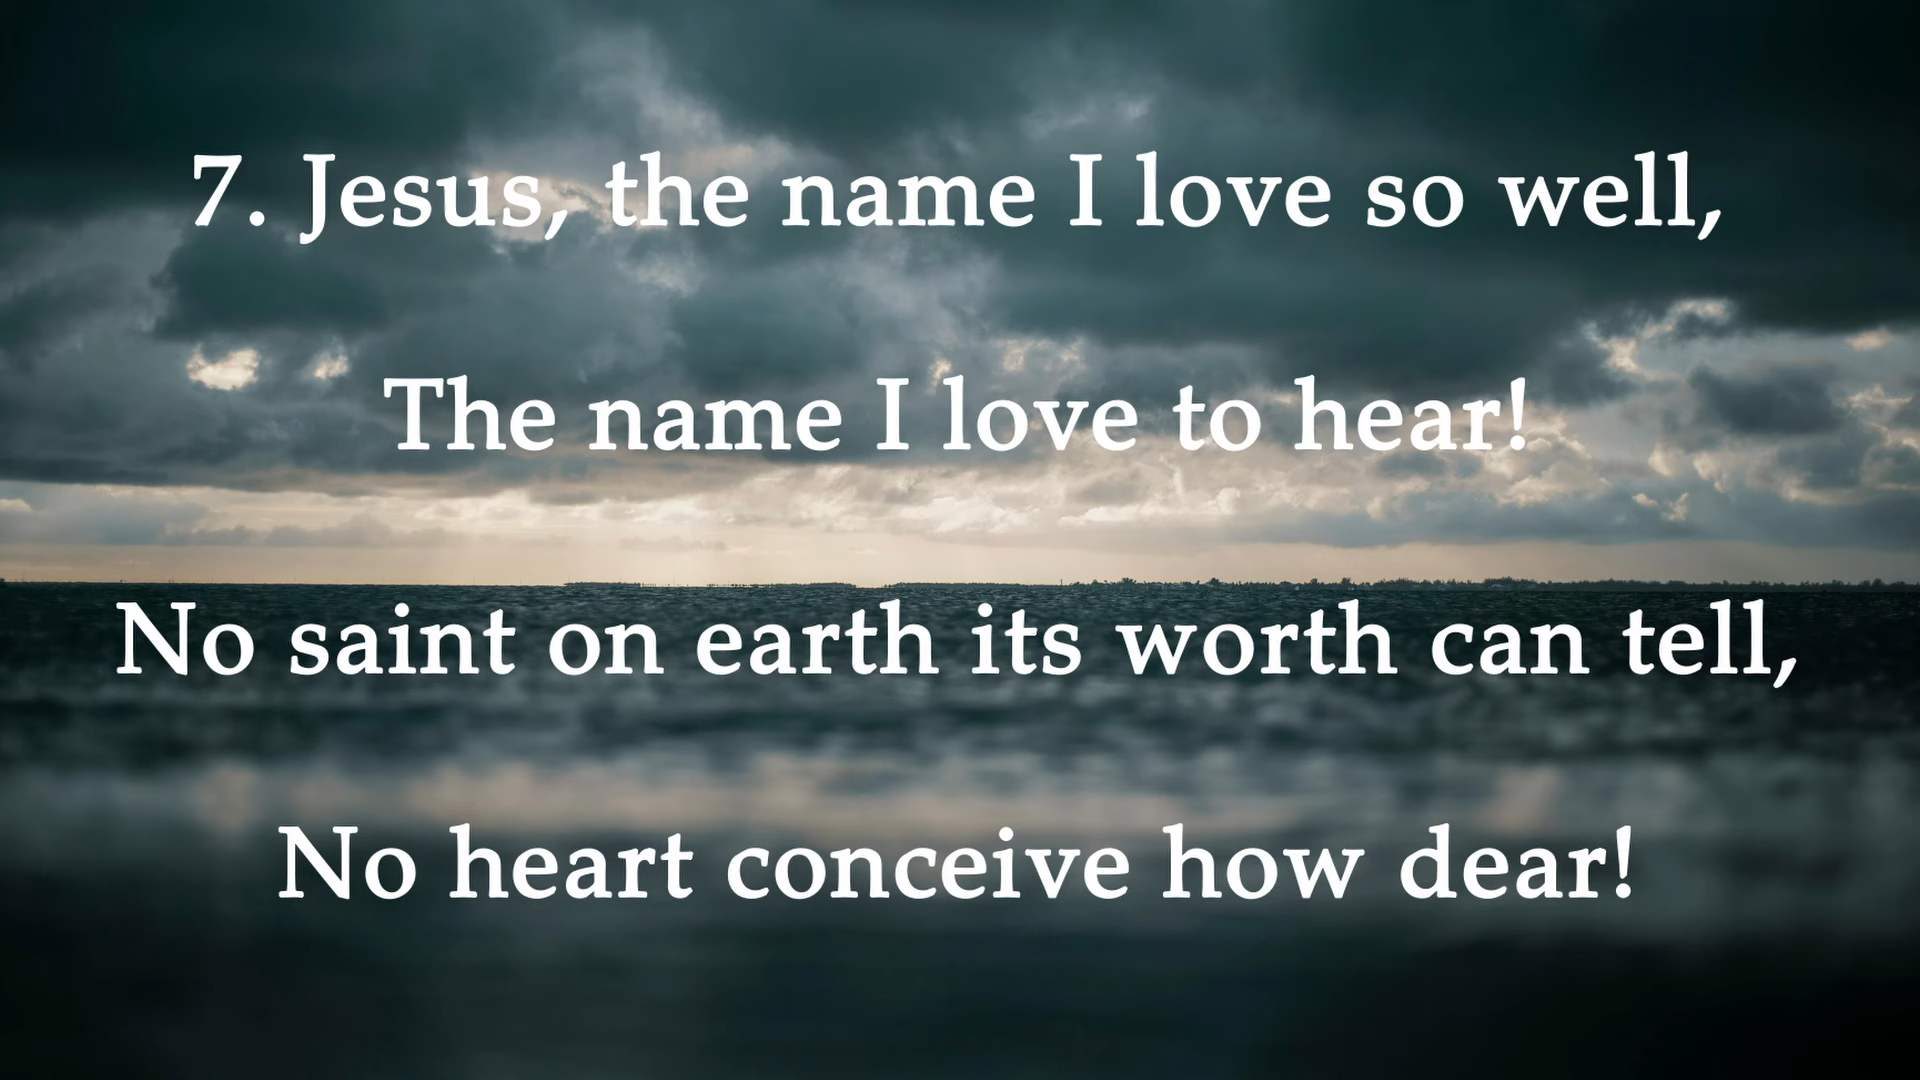 7. Jesus, the name I love so well,
The name I love to hear!
No saint on earth its worth can tell,
No heart conceive how dear!